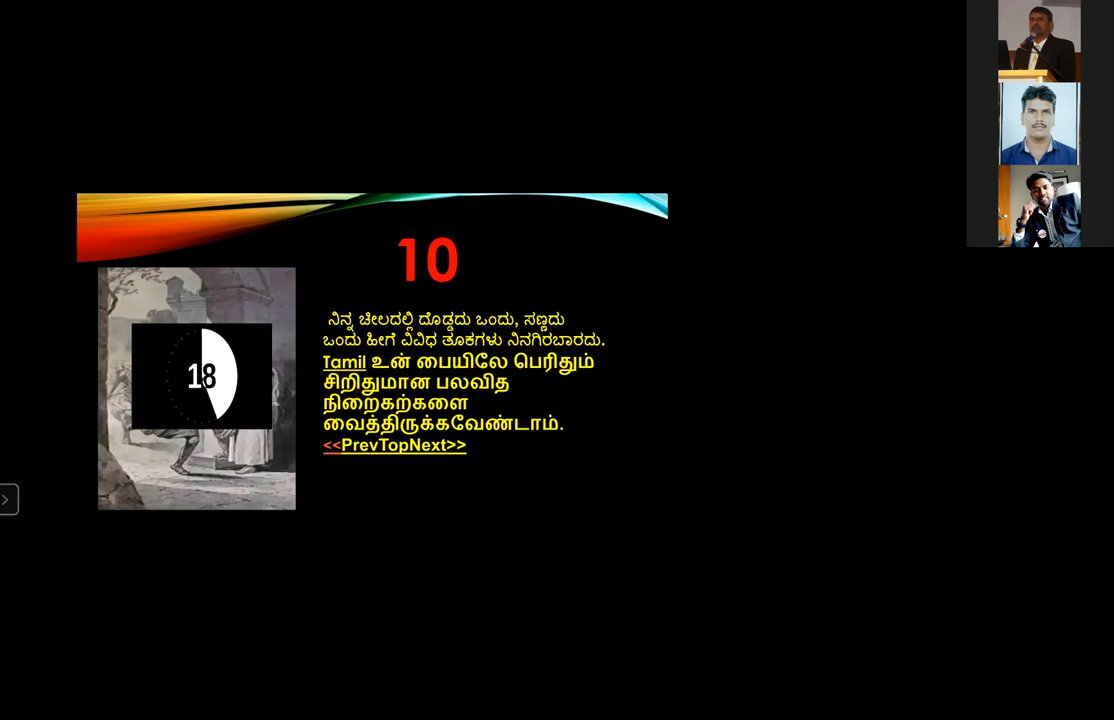 10
ನಿನ್ನ ಚೀಲದಲ್ಲಿ ದೊಡ್ಡದು ಒಂದು, ಸಣ್ಣದು
ಒಂದು ಹೀಗೆ ವಿವಿಧ ತೂಕಗಳು ನಿನಗಿರಬಾರದು.
Tamil உன் பையிலே பெரிதும்
சிறிதுமான பலவித
நிறைகற்களை
வைத்திருக்கவேண்டாம்.
<<PrevTopNext>>
18